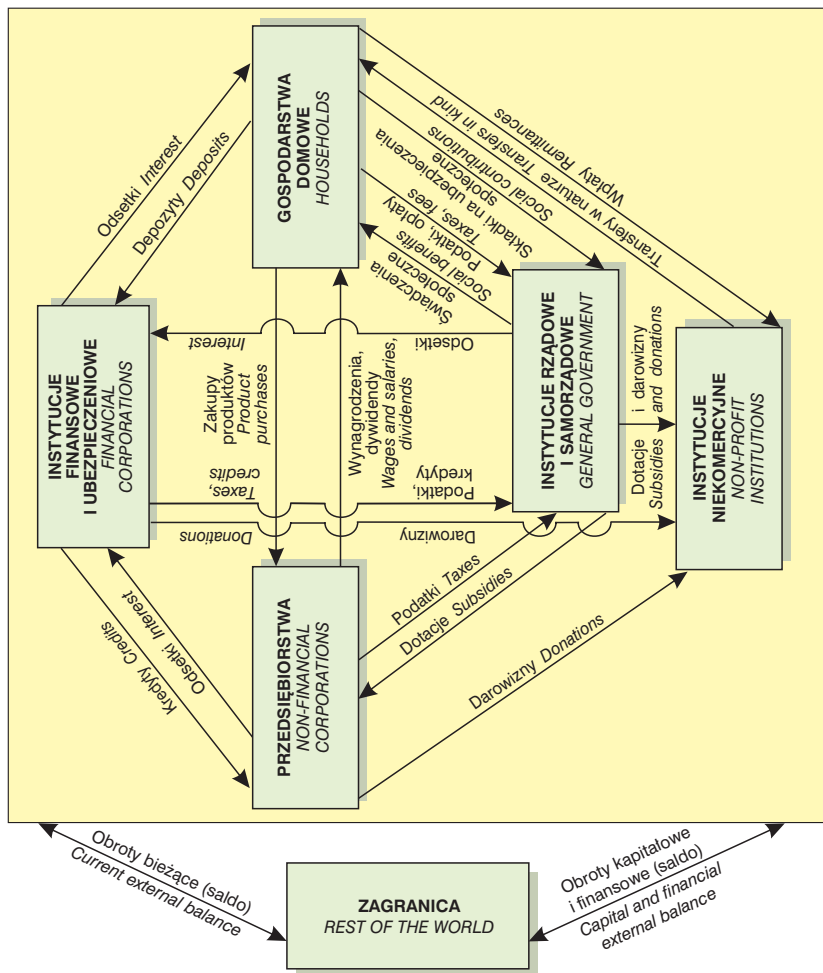 GOSPODARSTWA
DOMOWE
HOUSEHOLDS
Odsetki Interest
Depozyty Deposits
Wpłaty Remittances
Transfery w naturze Transfers in kind
Składki na ubezpieczenia
społeczne
Social contributions
Podatki, opłaty
Taxes, fees
Świadczenia
społeczne
Social benefits
INSTYTUCJE
FINANSOWE
I UBEZPIECZENIOWE
FINANCIAL
CORPORATIONS
Interest
Odsetki
Zakupy
produktów
Product
purchases
Wynagrodzenia,
dywidendy
Wages and salaries,
dividends
INSTYTUCJE RZĄDOWE
I SAMORZĄDOWE
GENERAL GOVERNMENT
Dotacje i darowizny
Subsidies and donations
INSTYTUCJE
NIEKOMERCYJNE
NON-PROFIT
INSTITUTIONS
Taxes,
credits
Podatki,
kredyty
Donations
Darowizny
Kredyty Credits
Odsetki Interest
PRZEDSIĘBIORSTWA
NON-FINANCIAL
CORPORATIONS
Podatki Taxes
Dotacje Subsidies
Darowizny Donations
Obroty bieżące (saldo)
Current external balance
ZAGRANICA
REST OF THE WORLD
Obroty kapitałowe
i finansowe (saldo)
Capital and financial
external balance